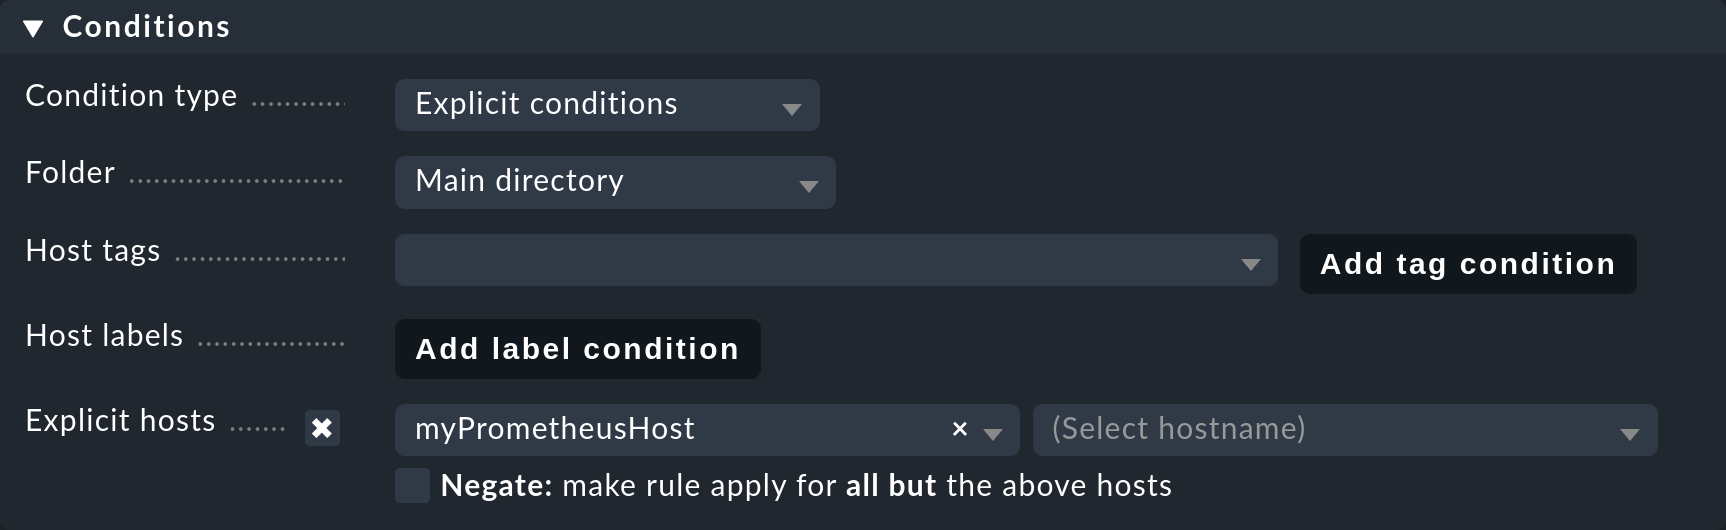 Conditions
Condition type
Explicit conditions
Folder
Main directory
Host tags
Add tag condition
Host labels
Add label condition
Explicit hosts
myPrometheusHost
(Select hostname)
Negate: make rule apply for all but the above hosts